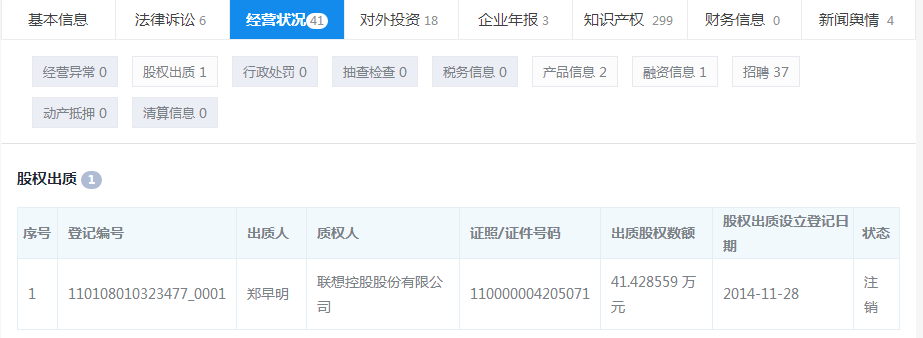 基本信息 法律诉讼 6 经营状况 41 对外投资 18 企业年报 3 知识产权 299 财务信息 0 新闻舆情 4
经营异常 0 股权出质 1 行政处罚 0 抽查检查 0 税务信息 0 产品信息 2 融资信息 1 招聘 37
动产抵押 0 清算信息 0
股权出质 1
序号 登记编号 出质人 质权人 证照/证件号码 出质股权数额 股权出质设立登记日
期 状态
1 110108010323477_0001 郑早明 联想控股股份有限公
司 110000004205071 41.428559 万
元 2014-11-28 注
销